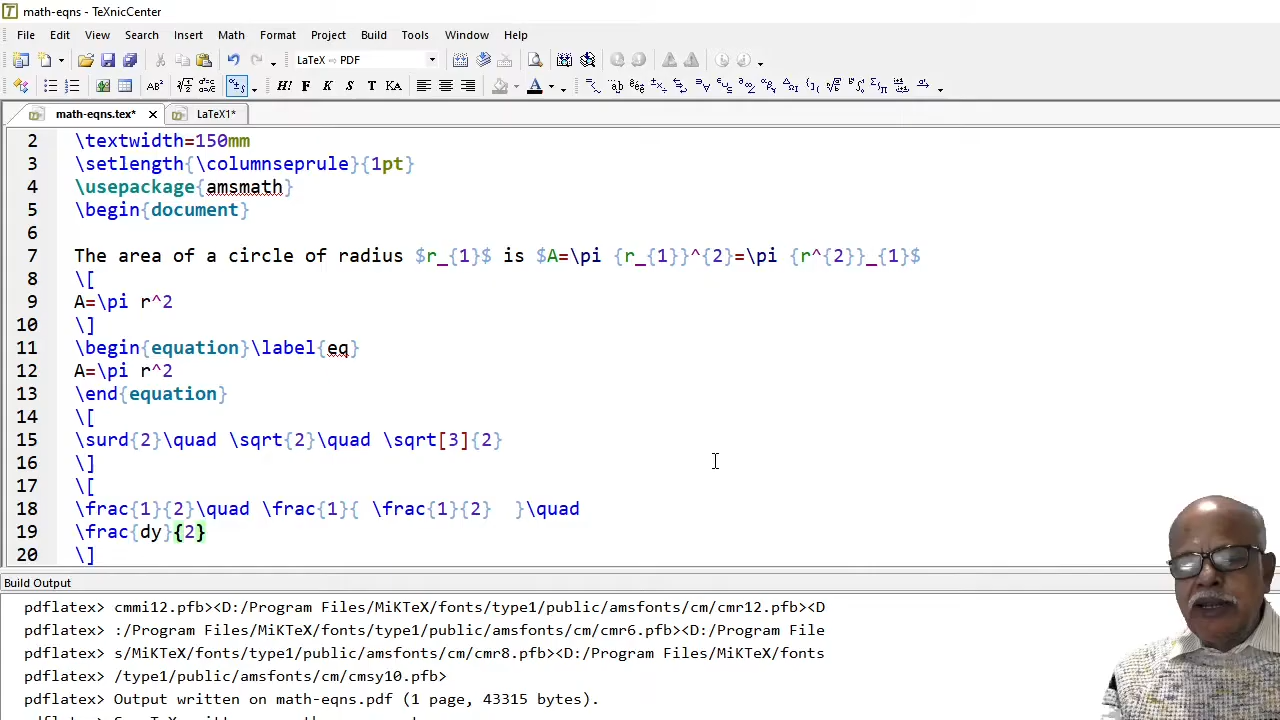 math-eqns - TeXnicCenter
File Edit View Search Insert Math Format Project Build Tools Window Help
LaTeX ⇨ PDF
math-eqns.tex* LaTeX1*
2 \textwidth=150mm
3 \setlength{\columnseprule}{1pt}
4 \usepackage{amsmath}
5 \begin{document}
6
7 The area of a circle of radius $r_{1}$ is $A=\pi {r_{1}}^{2}=\pi {r^{2}}_{1}$
8 \[
9 A=\pi r^2
10 \]
11 \begin{equation}\label{eq}
12 A=\pi r^2
13 \end{equation}
14 \[
15 \surd{2}\quad \sqrt{2}\quad \sqrt[3]{2}
16 \]
17 \[
18 \frac{1}{2}\quad \frac{1}{ \frac{1}{2}  }\quad
19 \frac{dy}{2}
20 \]
Build Output
pdflatex> cmmi12.pfb><D:/Program Files/MiKTeX/fonts/type1/public/amsfonts/cm/cmr12.pfb><D
pdflatex> :/Program Files/MiKTeX/fonts/type1/public/amsfonts/cm/cmr6.pfb><D:/Program File
pdflatex> s/MiKTeX/fonts/type1/public/amsfonts/cm/cmr8.pfb><D:/Program Files/MiKTeX/fonts
pdflatex> /type1/public/amsfonts/cm/cmsy10.pfb>
pdflatex> Output written on math-eqns.pdf (1 page, 43315 bytes).